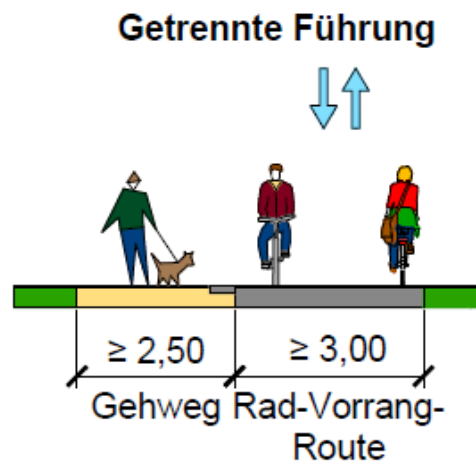 Getrennte Führung
≥ 2,50 ≥ 3,00
Gehweg Rad-Vorrang-
Route